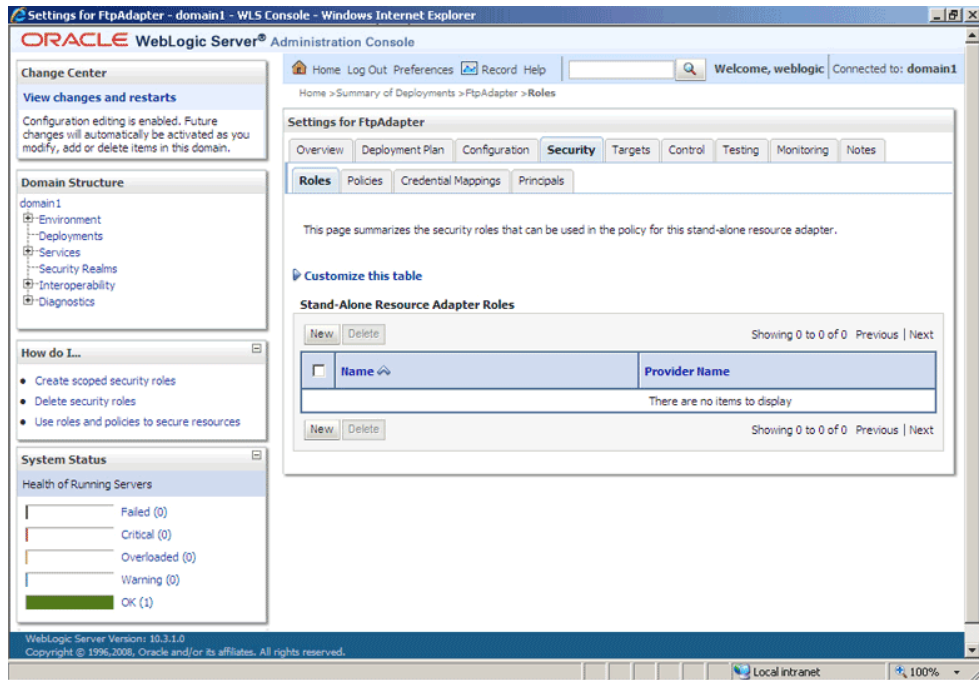 Settings for FtpAdapter - domain1 - WLS Console - Windows Internet Explorer
ORACLE WebLogic Server® Administration Console
Change Center
View changes and restarts
Configuration editing is enabled. Future
changes will automatically be activated as you
modify, add or delete items in this domain.
Domain Structure
domain1
Environment
Deployments
Services
Security Realms
Interoperability
Diagnostics
How do I...
Create scoped security roles
Delete security roles
Use roles and policies to secure resources
System Status
Health of Running Servers
Failed (0)
Critical (0)
Overloaded (0)
Warning (0)
OK (1)
Home Log Out Preferences Record Help
Welcome, weblogic Connected to: domain1
Home >Summary of Deployments >FtpAdapter >Roles
Settings for FtpAdapter
Overview Deployment Plan Configuration Security Targets Control Testing Monitoring Notes
Roles Policies Credential Mappings Principals
This page summarizes the security roles that can be used in the policy for this stand-alone resource adapter.
Customize this table
Stand-Alone Resource Adapter Roles
New Delete Showing 0 to 0 of 0 Previous | Next
Name Provider Name
There are no items to display
New Delete Showing 0 to 0 of 0 Previous | Next
WebLogic Server Version: 10.3.1.0
Copyright © 1996,2008, Oracle and/or its affiliates. All rights reserved.
Local intranet 100%